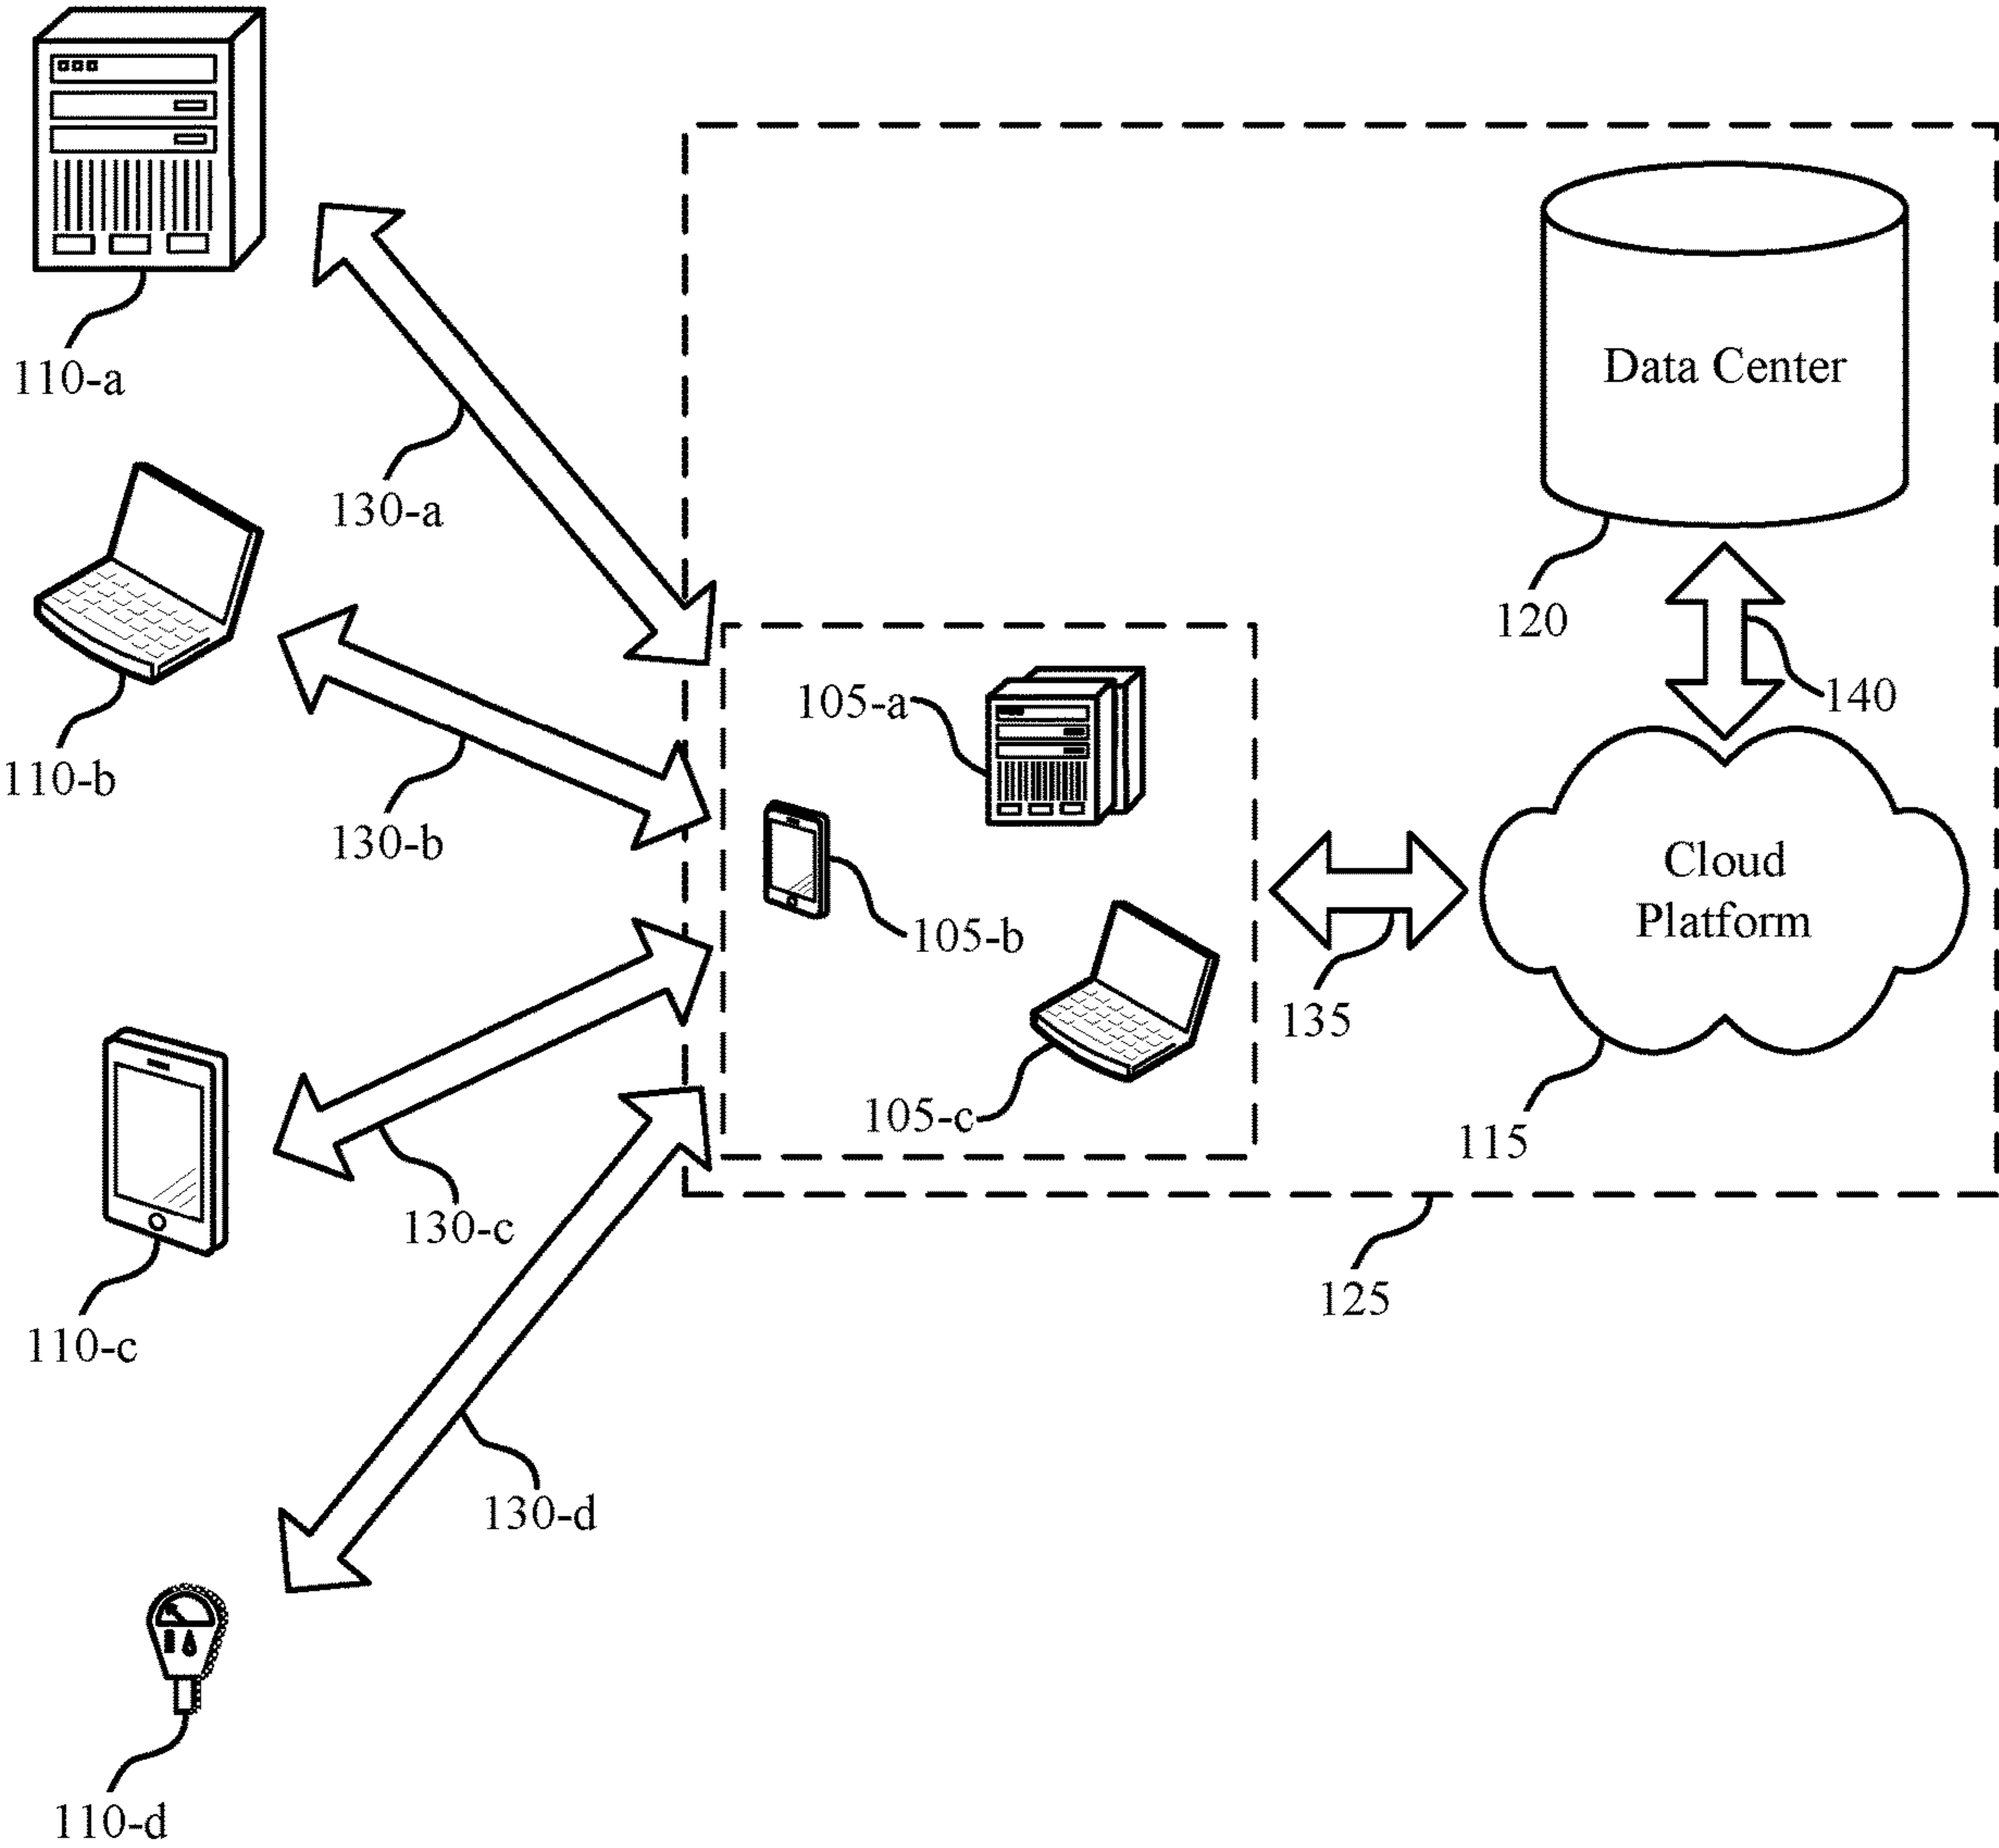 110-a
130-a
Data Center
120
110-b
130-b
105-a
140
105-b
Cloud
Platform
135
105-c
115
130-c
125
110-c
130-d
110-d